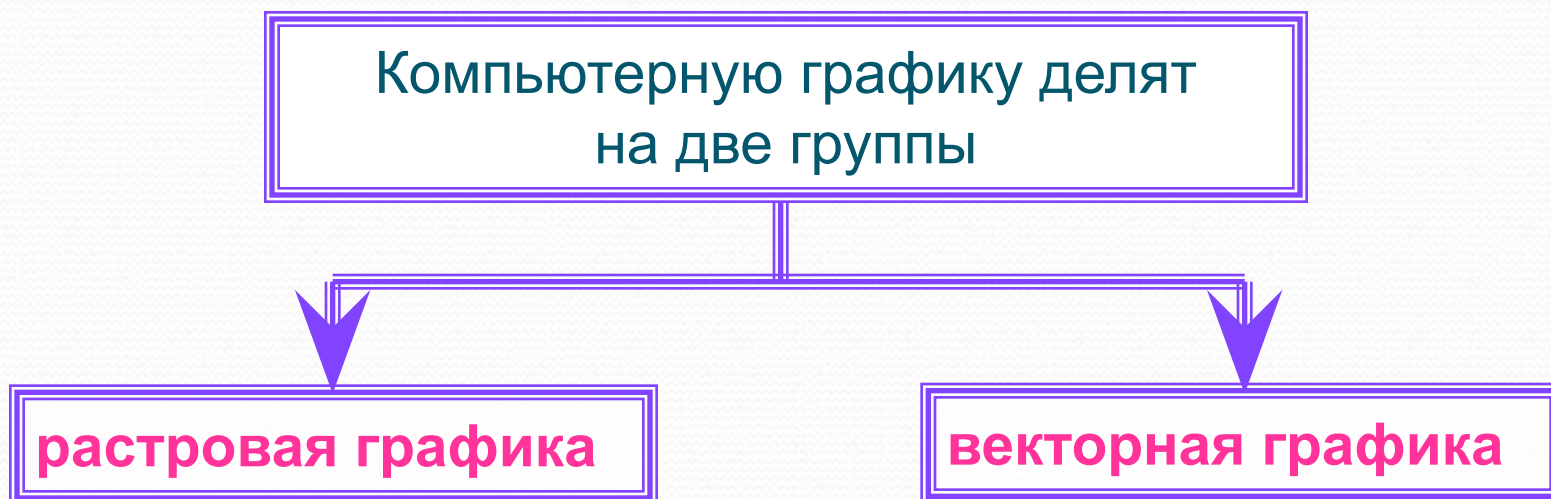 Компьютерную графику делят
на две группы
растровая графика
векторная графика